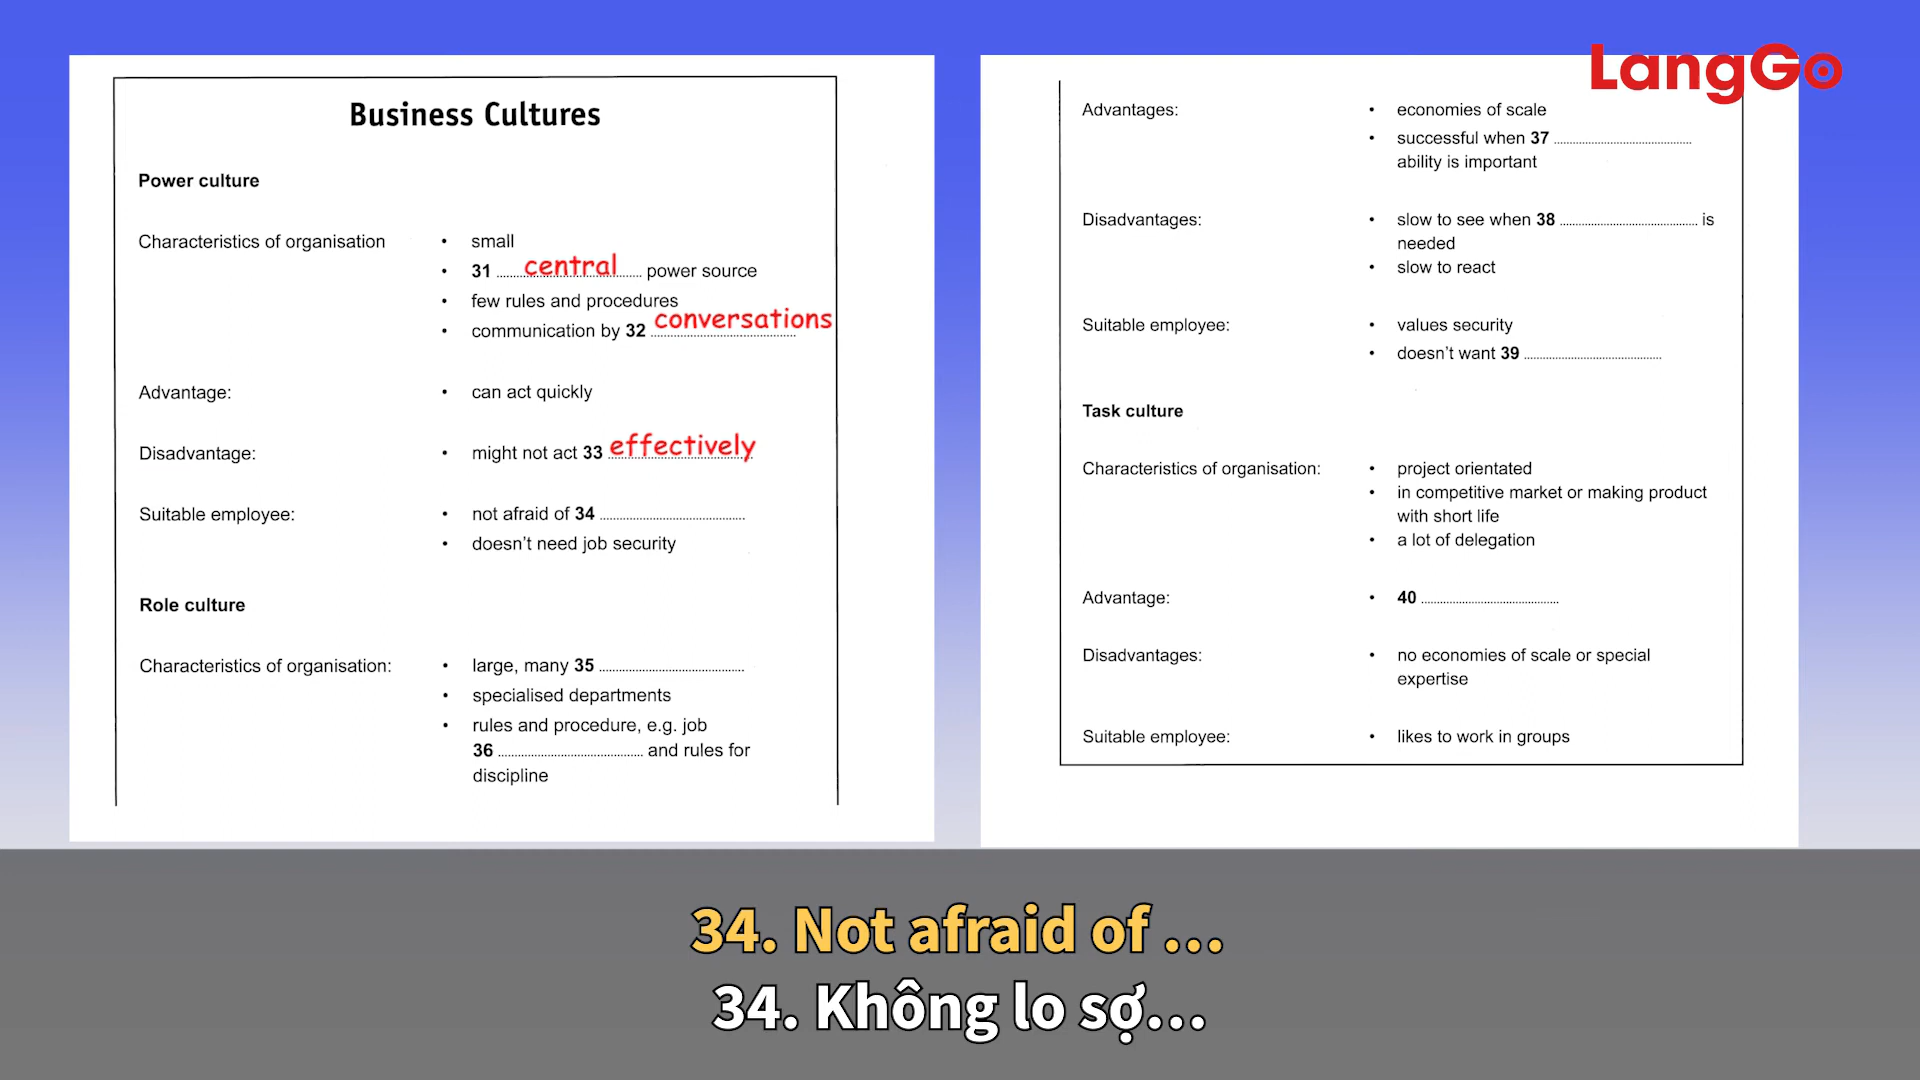 LangGo
Business Cultures
Power culture
Characteristics of organisation
• small
• 31 central power source
• few rules and procedures
• communication by 32 conversations
Advantage:
• can act quickly
Disadvantage:
• might not act 33 effectively
Suitable employee:
• not afraid of 34 ........................
• doesn't need job security
Role culture
Characteristics of organisation:
• large, many 35 ........................
• specialised departments
• rules and procedure, e.g. job
36 ........................ and rules for
discipline
Advantages:
• economies of scale
• successful when 37 ........................
ability is important
Disadvantages:
• slow to see when 38 ........................ is
needed
• slow to react
Suitable employee:
• values security
• doesn't want 39 ........................
Task culture
Characteristics of organisation:
• project orientated
• in competitive market or making product
with short life
• a lot of delegation
Advantage:
• 40 ........................
Disadvantages:
• no economies of scale or special
expertise
Suitable employee:
• likes to work in groups
34. Not afraid of ...
34. Không lo sợ...